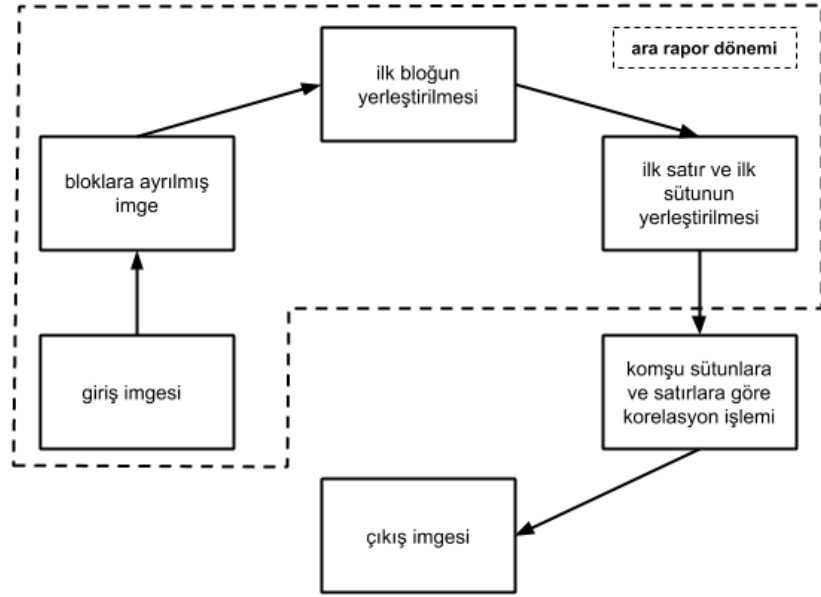 ara rapor dönemi
ilk bloğun
yerleştirilmesi
bloklara ayrılmış
imge
ilk satır ve ilk
sütunun
yerleştirilmesi
giriş imgesi
komşu sütunlara
ve satırlara göre
korelasyon işlemi
çıkış imgesi